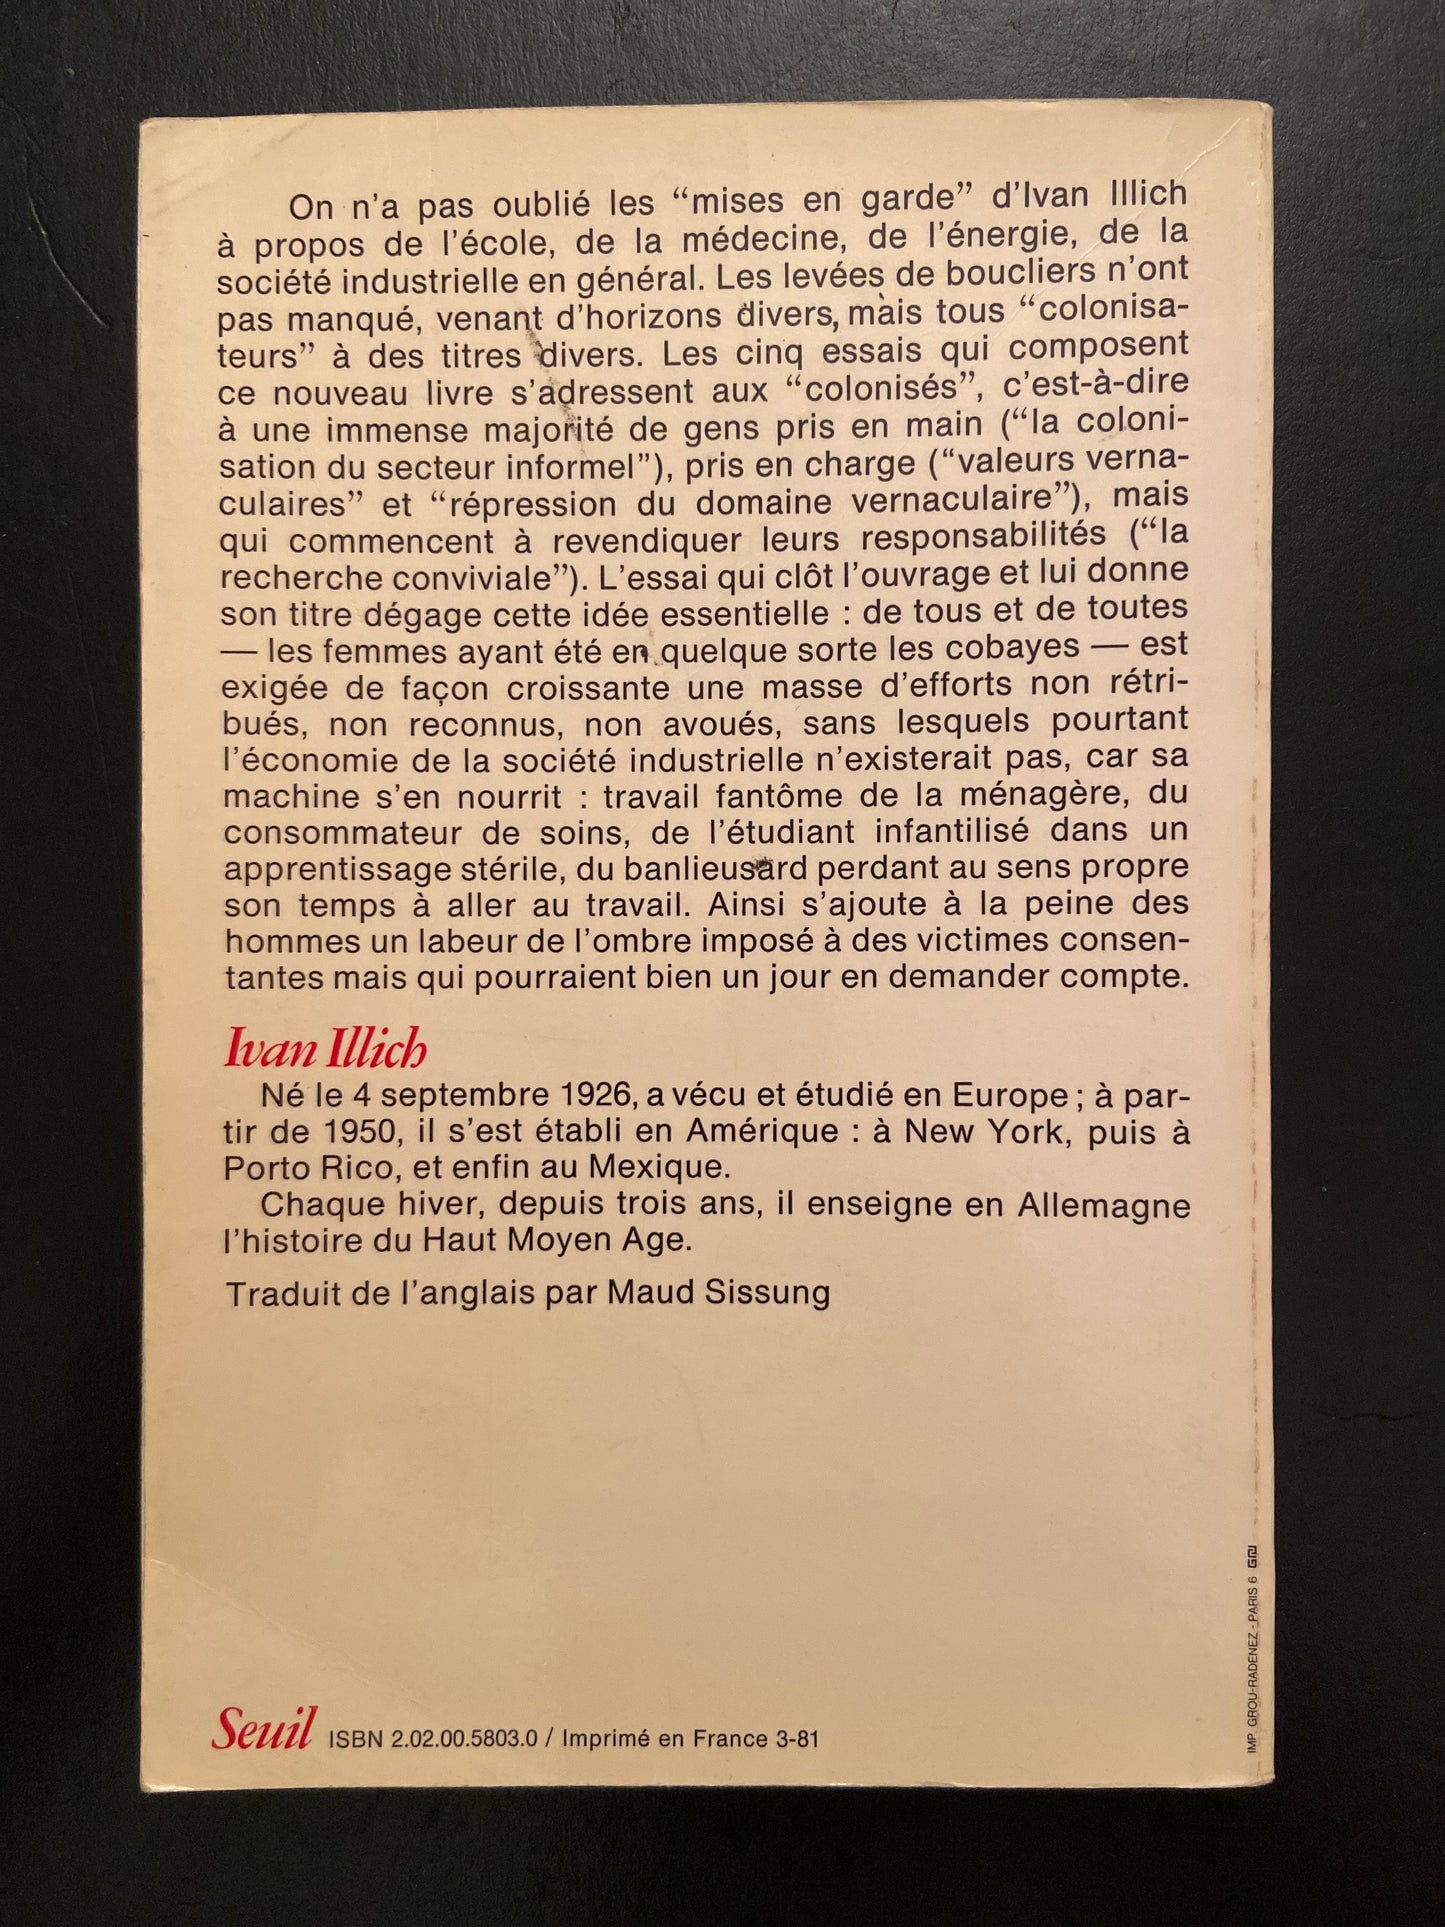 On n'a pas oublié les “mises en garde” d'Ivan Illich
à propos de l'école, de la médecine, de l'énergie, de la
société industrielle en général. Les levées de boucliers n'ont
pas manqué, venant d'horizons divers, mais tous “colonisa-
teurs” à des titres divers. Les cinq essais qui composent
ce nouveau livre s'adressent aux “colonisés”, c'est-à-dire
à une immense majorité de gens pris en main (“la coloni-
sation du secteur informel”), pris en charge (“valeurs verna-
culaires” et “répression du domaine vernaculaire”), mais
qui commencent à revendiquer leurs responsabilités (“la
recherche conviviale”). L'essai qui clôt l'ouvrage et lui donne
son titre dégage cette idée essentielle : de tous et de toutes
— les femmes ayant été en quelque sorte les cobayes — est
exigée de façon croissante une masse d'efforts non rétri-
bués, non reconnus, non avoués, sans lesquels pourtant
l'économie de la société industrielle n'existerait pas, car sa
machine s'en nourrit : travail fantôme de la ménagère, du
consommateur de soins, de l'étudiant infantilisé dans un
apprentissage stérile, du banlieusard perdant au sens propre
son temps à aller au travail. Ainsi s'ajoute à la peine des
hommes un labeur de l'ombre imposé à des victimes consen-
tantes mais qui pourraient bien un jour en demander compte.
Ivan Illich
Né le 4 septembre 1926, a vécu et étudié en Europe ; à par-
tir de 1950, il s'est établi en Amérique : à New York, puis à
Porto Rico, et enfin au Mexique.
Chaque hiver, depuis trois ans, il enseigne en Allemagne
l'histoire du Haut Moyen Age.
Traduit de l'anglais par Maud Sissung
Seuil ISBN 2.02.00.5803.0 / Imprimé en France 3-81
IMP. GROU-RADENEZ - PARIS 6